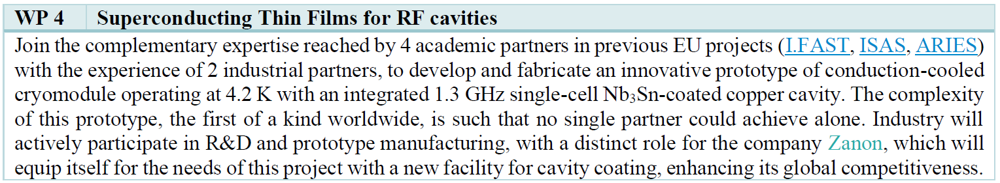 WP 4 Superconducting Thin Films for RF cavities
Join the complementary expertise reached by 4 academic partners in previous EU projects (I.FAST, ISAS, ARIES)
with the experience of 2 industrial partners, to develop and fabricate an innovative prototype of conduction-cooled
cryomodule operating at 4.2 K with an integrated 1.3 GHz single-cell Nb₃Sn-coated copper cavity. The complexity
of this prototype, the first of a kind worldwide, is such that no single partner could achieve alone. Industry will
actively participate in R&D and prototype manufacturing, with a distinct role for the company Zanon, which will
equip itself for the needs of this project with a new facility for cavity coating, enhancing its global competitiveness.